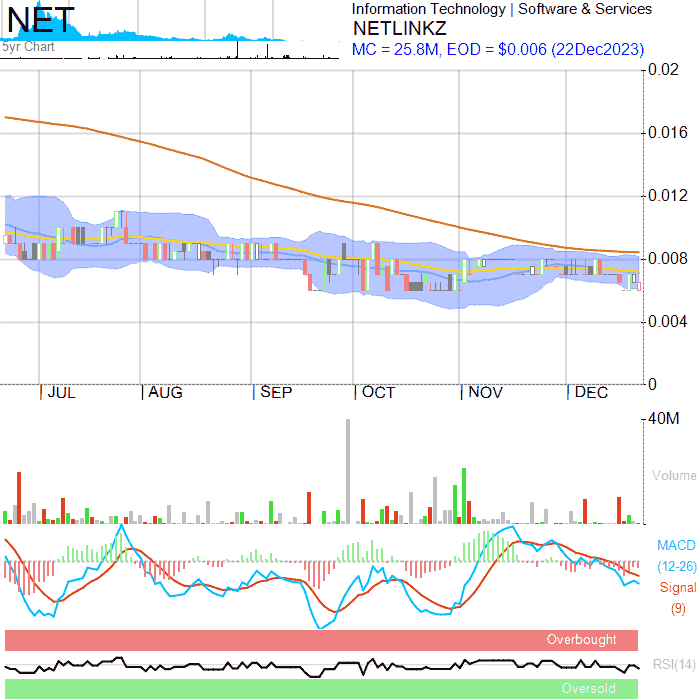 NET
5yr Chart
Information Technology | Software & Services
NETLINKZ
MC = 25.8M, EOD = $0.006 (22Dec2023)
0.02
0.016
0.012
0.008
0.004
0
JUL AUG SEP OCT NOV DEC
40M
Volume
MACD
(12-26)
Signal
(9)
Overbought
RSI(14)
Oversold